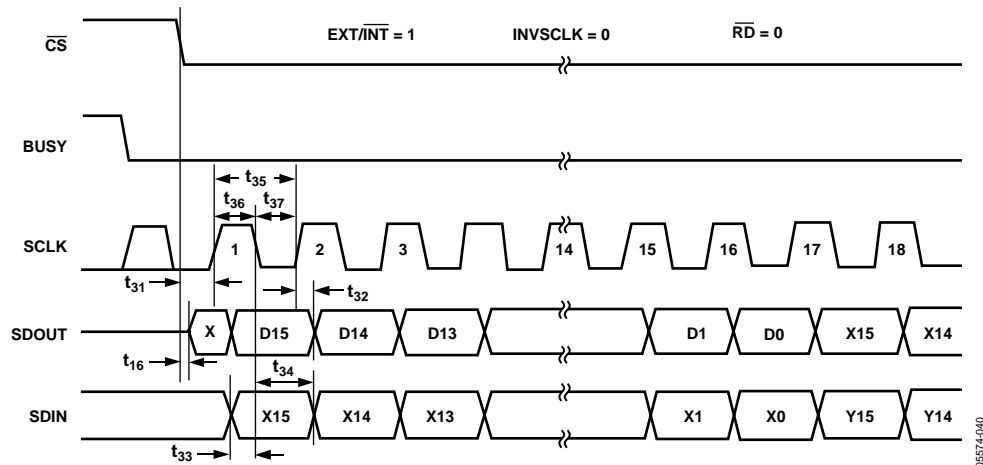 EXT/INT = 1 INVSCLK = 0 RD = 0
CS
BUSY
t35
t36 t37
SCLK 1 2 3 14 15 16 17 18
t31 t32
SDOUT X D15 D14 D13 D1 D0 X15 X14
t16 t34
SDIN X15 X14 X13 X1 X0 Y15 Y14
t33
05574-040